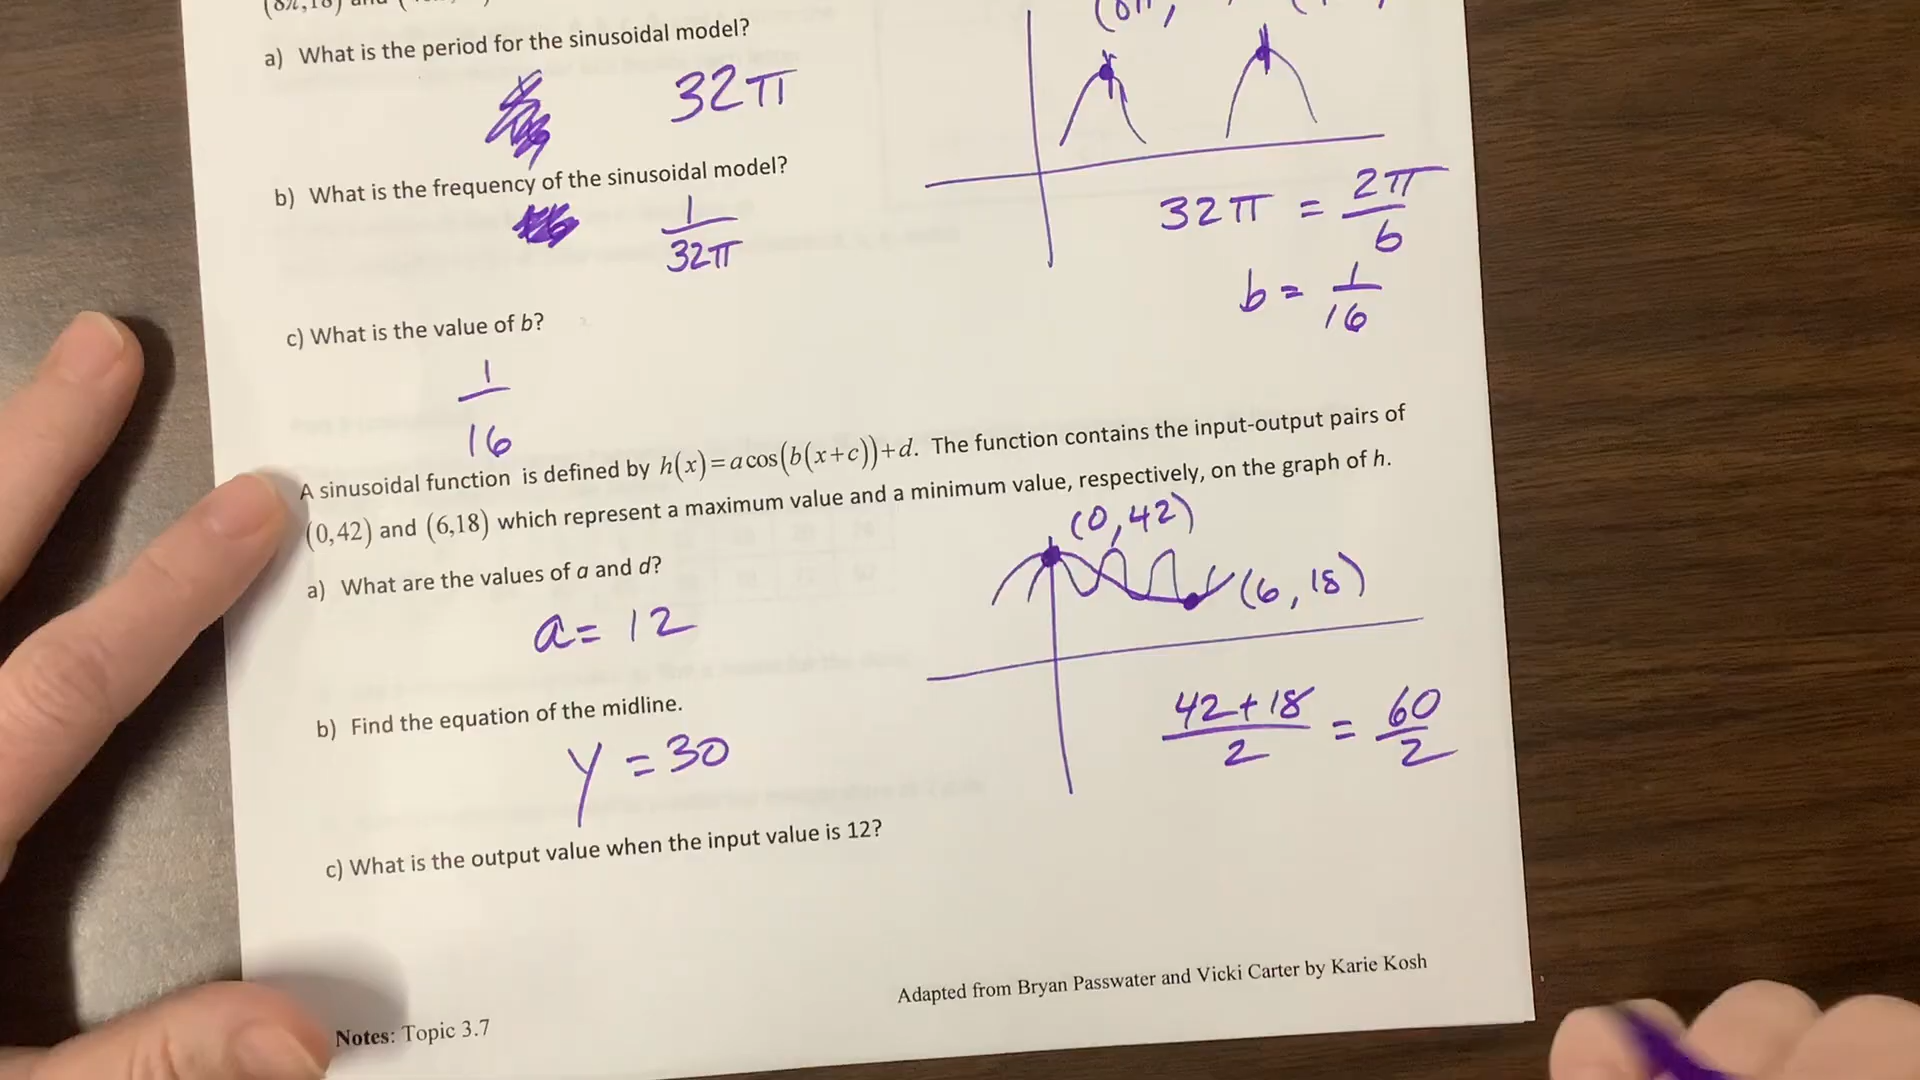 (8π,18) and (
a) What is the period for the sinusoidal model?
32π
b) What is the frequency of the sinusoidal model?
1/32π
32π = 2π/b
b = 1/16
c) What is the value of b?
1/16
A sinusoidal function is defined by h(x)=a cos(b(x+c))+d. The function contains the input-output pairs of
(0,42) and (6,18) which represent a maximum value and a minimum value, respectively, on the graph of h.
(0,42)
(6,18)
a) What are the values of a and d?
a = 12
42+18/2 = 60/2
b) Find the equation of the midline.
y = 30
c) What is the output value when the input value is 12?
Adapted from Bryan Passwater and Vicki Carter by Karie Kosh
Notes: Topic 3.7